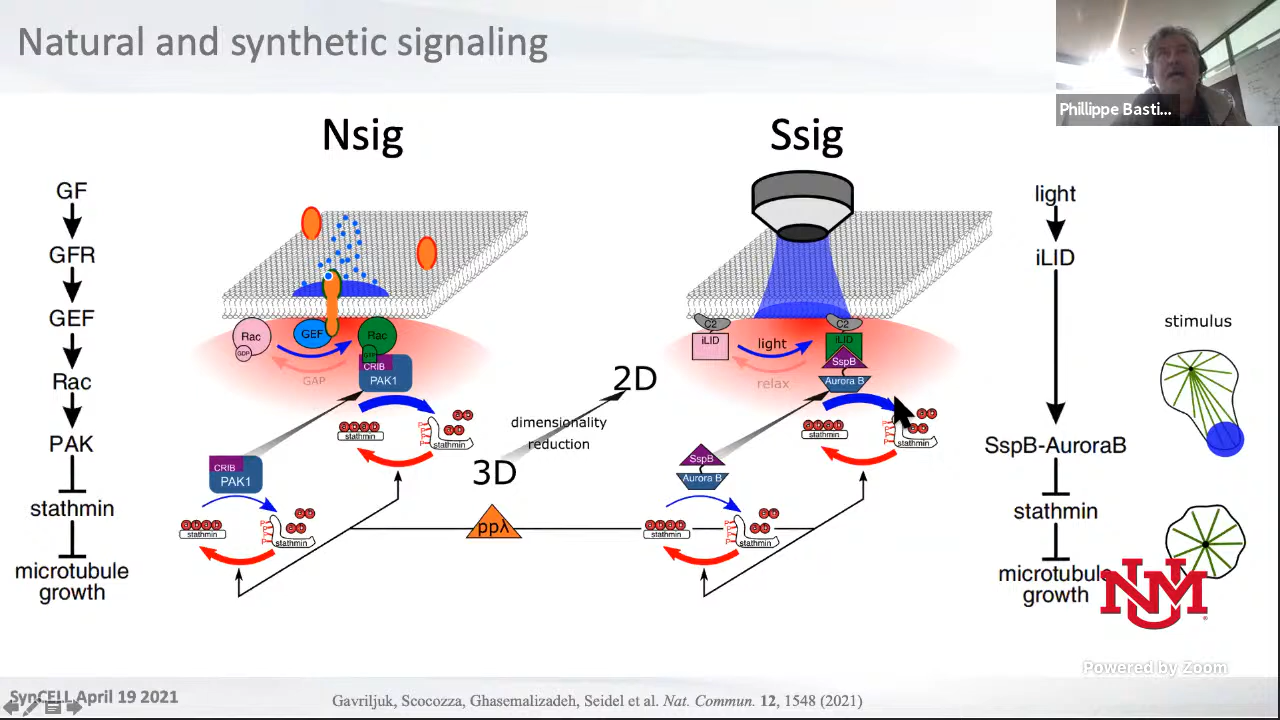 Natural and synthetic signaling
Phillippe Basti...
Nsig
Ssig
GF
GFR
GEF
Rac
PAK
stathmin
microtubule
growth
Rac
GDP
GEF
Rac
GTP
GAP
CRIB
PAK1
stathmin
stathmin
CRIB
PAK1
stathmin
stathmin
3D
dimensionality
reduction
2D
ppλ
C2
iLID
light
relax
C2
iLID
SspB
Aurora B
stathmin
stathmin
SspB
Aurora B
stathmin
stathmin
light
iLID
SspB-AuroraB
stathmin
microtubule
growth
stimulus
NM
Powered by Zoom
SynCELL April 19 2021
Gavriljuk, Scocozza, Ghasemalizadeh, Seidel et al. Nat. Commun. 12, 1548 (2021)